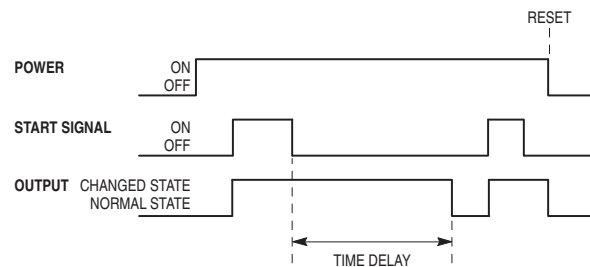 RESET
POWER ON
OFF
START SIGNAL ON
OFF
OUTPUT CHANGED STATE
NORMAL STATE
TIME DELAY